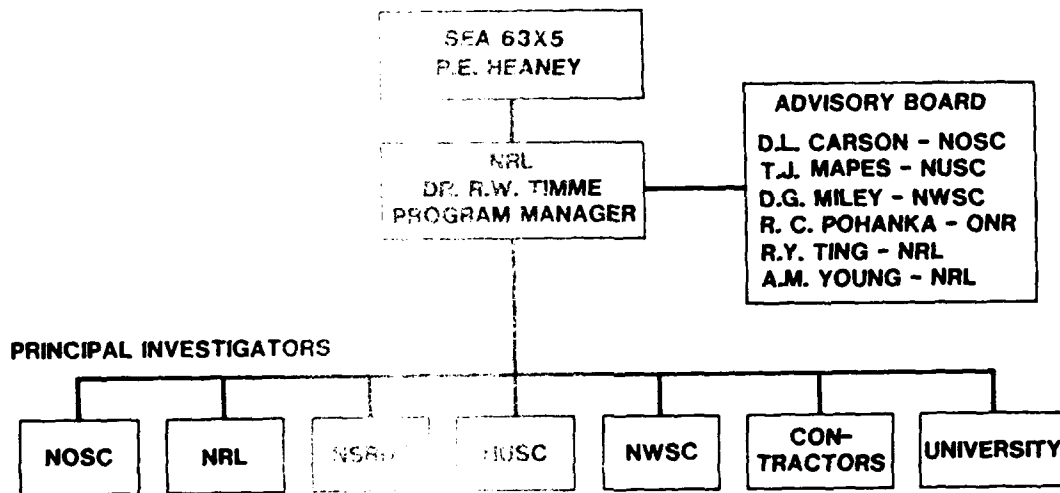 SEA 63X5
P.E. HEANEY
NRL
DR. R.W. TIMME
PROGRAM MANAGER
ADVISORY BOARD
D.L. CARSON - NOSC
T.J. MAPES - NUSC
D.G. MILEY - NWSC
R. C. POHANKA - ONR
R.Y. TING - NRL
A.M. YOUNG - NRL
PRINCIPAL INVESTIGATORS
NOSC
NRL
NUSC
NWSC
CON-
TRACTORS
UNIVERSITY